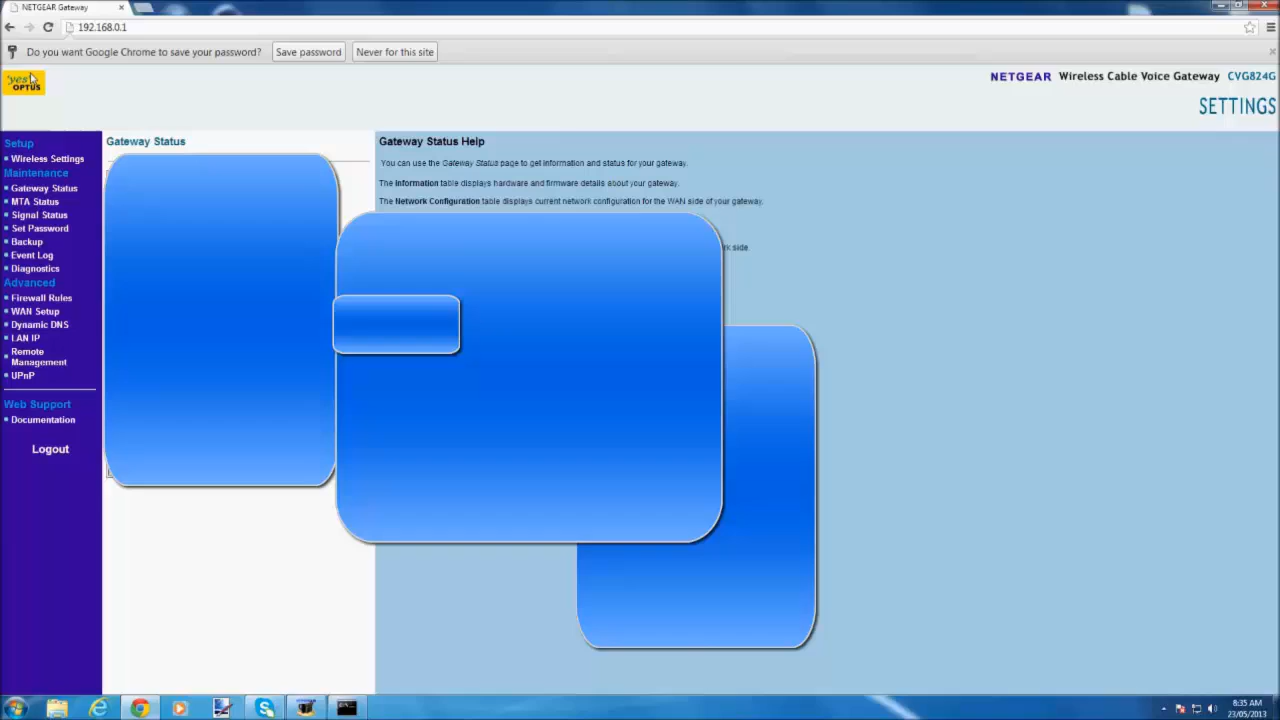 NETGEAR Gateway
192.168.0.1
Do you want Google Chrome to save your password? Save password Never for this site
'yes'
OPTUS
NETGEAR Wireless Cable Voice Gateway CVG824G
SETTINGS
Setup
Wireless Settings
Maintenance
Gateway Status
MTA Status
Signal Status
Set Password
Backup
Event Log
Diagnostics
Advanced
Firewall Rules
WAN Setup
Dynamic DNS
LAN IP
Remote
Management
UPnP
Web Support
Documentation
Logout
Gateway Status
Gateway Status Help
You can use the Gateway Status page to get information and status for your gateway.
The Information table displays hardware and firmware details about your gateway.
The Network Configuration table displays current network configuration for the WAN side of your gateway.
side.
8:35 AM
23/05/2013